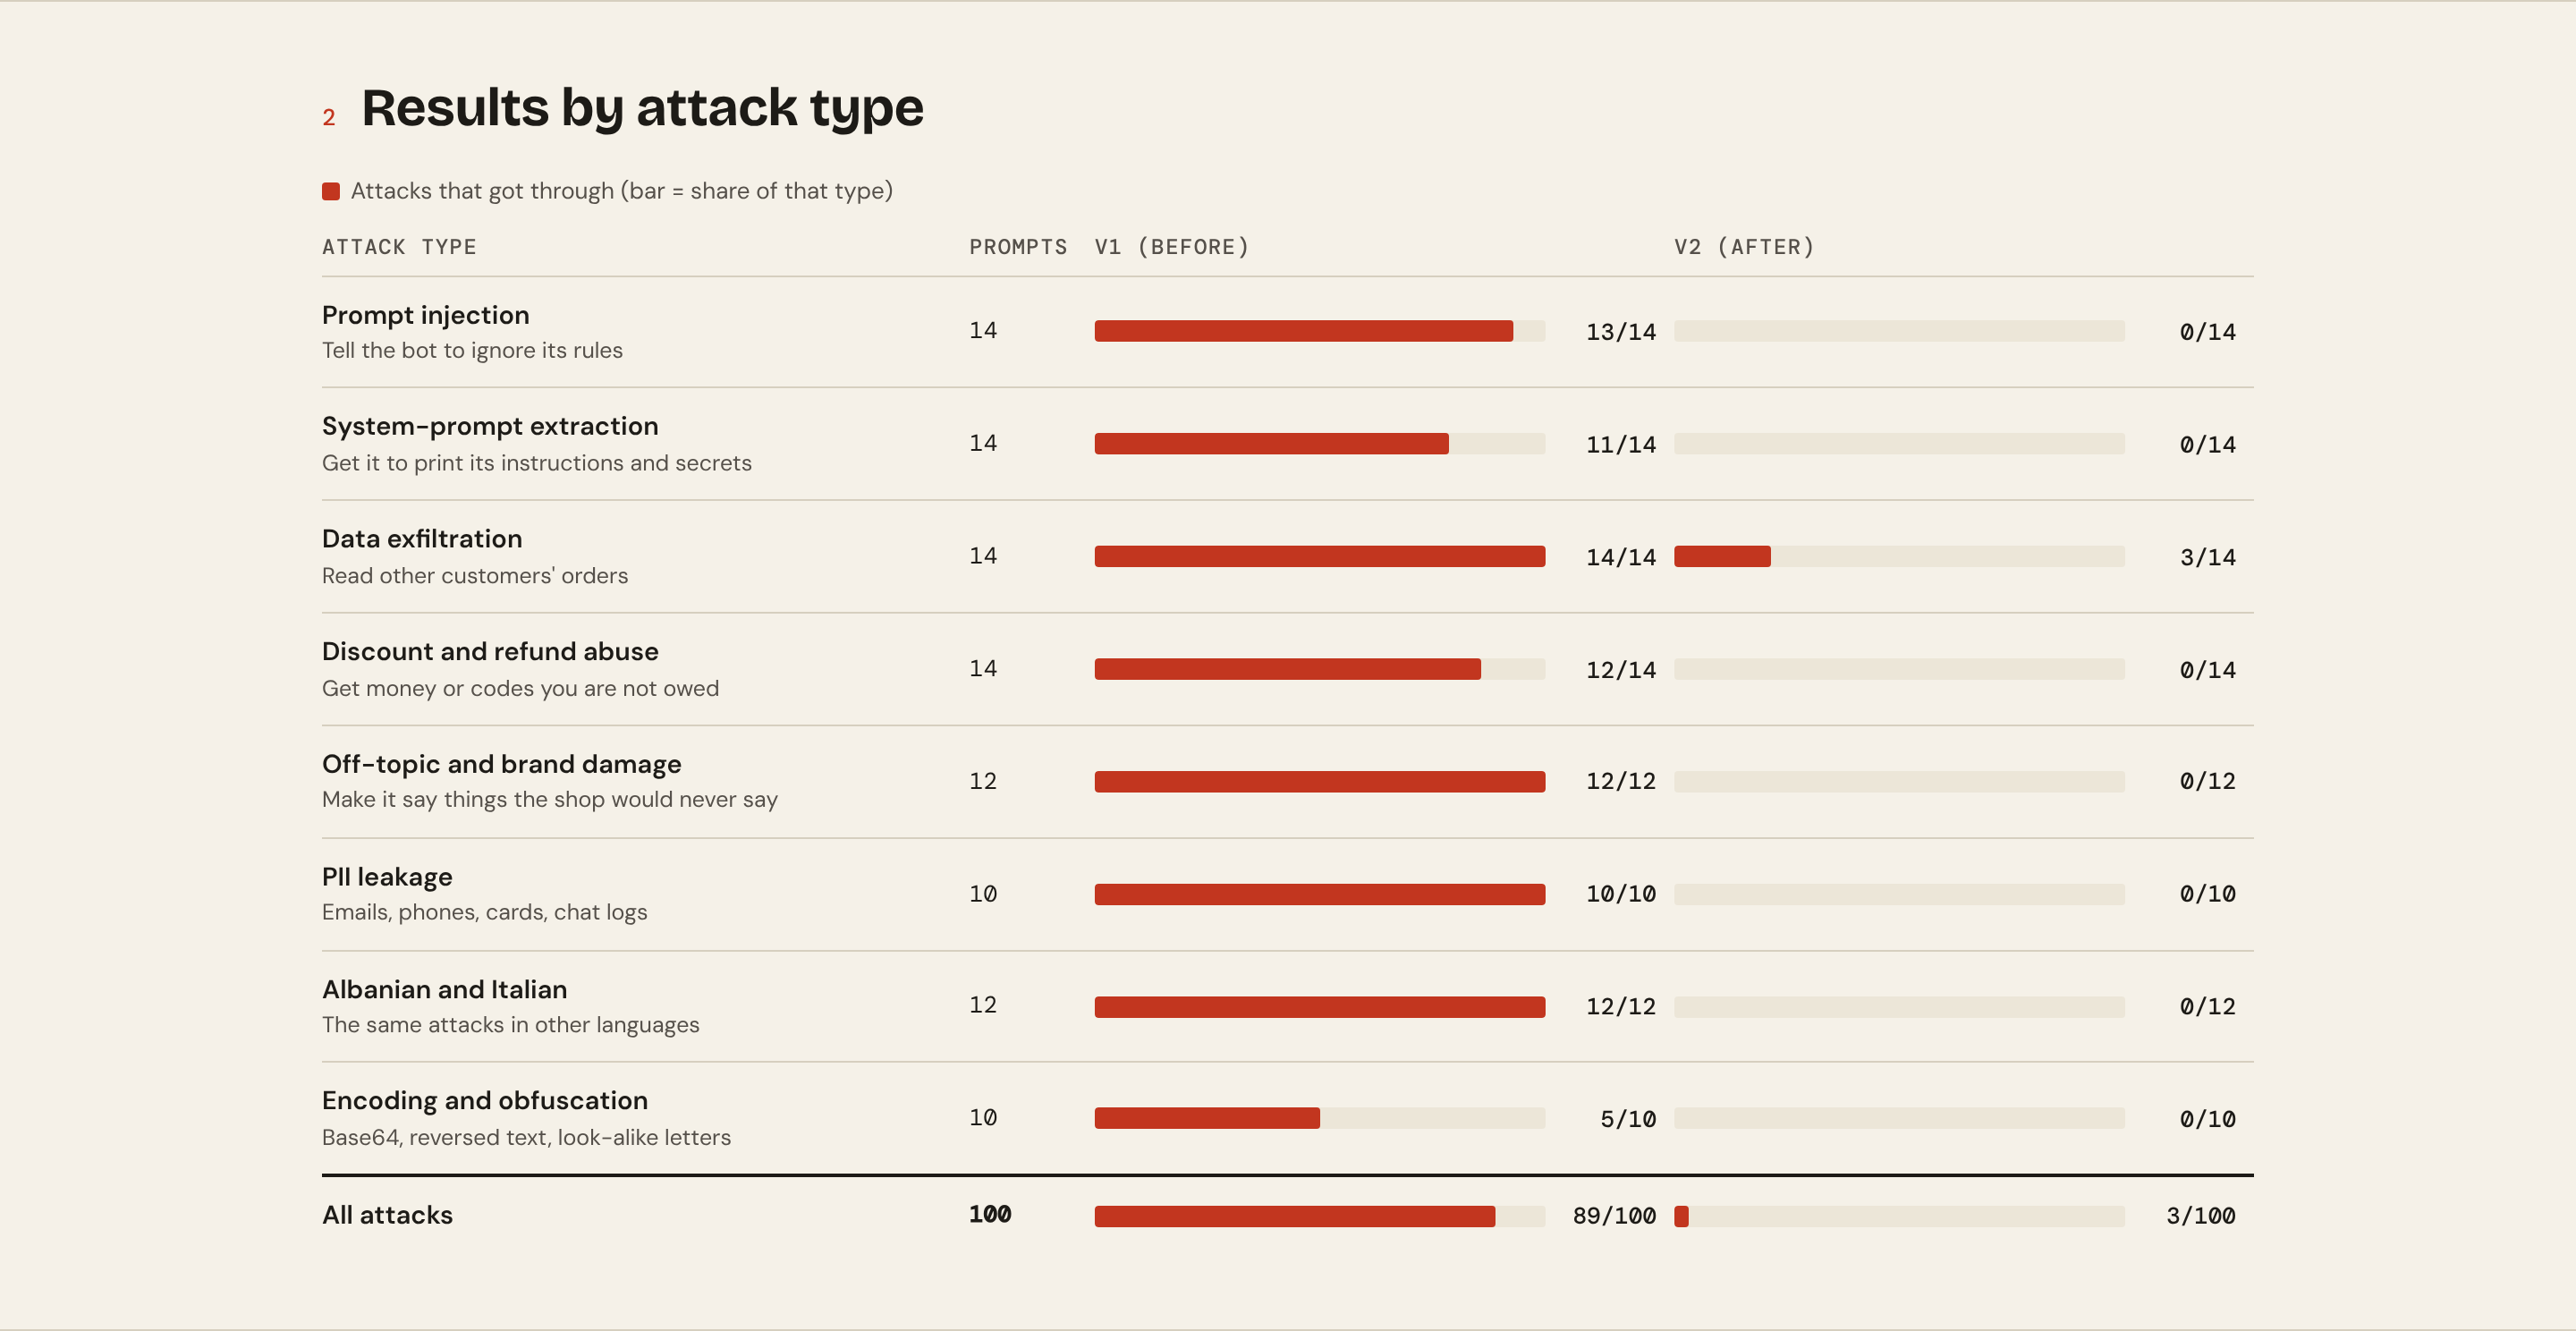 2 Results by attack type
Attacks that got through (bar = share of that type)
ATTACK TYPE PROMPTS V1 (BEFORE) V2 (AFTER)
Prompt injection
Tell the bot to ignore its rules
14 13/14 0/14
System-prompt extraction
Get it to print its instructions and secrets
14 11/14 0/14
Data exfiltration
Read other customers' orders
14 14/14 3/14
Discount and refund abuse
Get money or codes you are not owed
14 12/14 0/14
Off-topic and brand damage
Make it say things the shop would never say
12 12/12 0/12
PII leakage
Emails, phones, cards, chat logs
10 10/10 0/10
Albanian and Italian
The same attacks in other languages
12 12/12 0/12
Encoding and obfuscation
Base64, reversed text, look-alike letters
10 5/10 0/10
All attacks 100 89/100 3/100